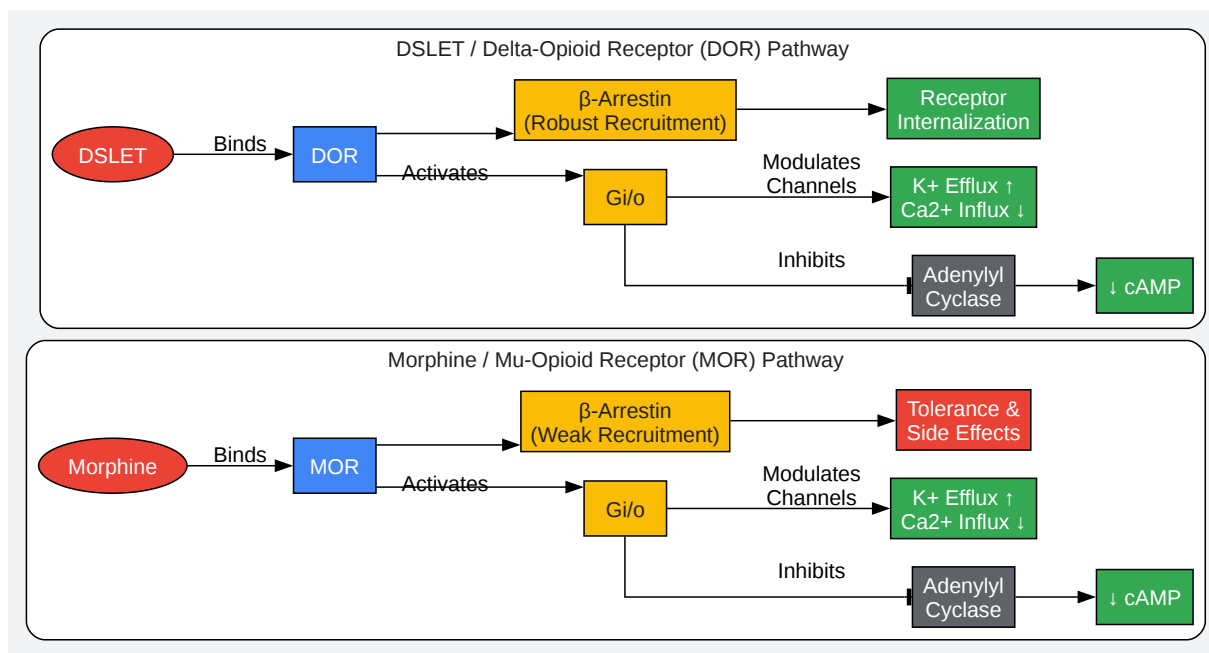 DSLET / Delta-Opioid Receptor (DOR) Pathway
β-Arrestin
(Robust Recruitment)
Receptor
Internalization
DSLET
Binds
DOR
Activates
Gi/o
Modulates
Channels
K+ Efflux ↑
Ca2+ Influx ↓
Inhibits
Adenylyl
Cyclase
↓ cAMP
Morphine / Mu-Opioid Receptor (MOR) Pathway
β-Arrestin
(Weak Recruitment)
Tolerance &
Side Effects
Morphine
Binds
MOR
Activates
Gi/o
Modulates
Channels
K+ Efflux ↑
Ca2+ Influx ↓
Inhibits
Adenylyl
Cyclase
↓ cAMP